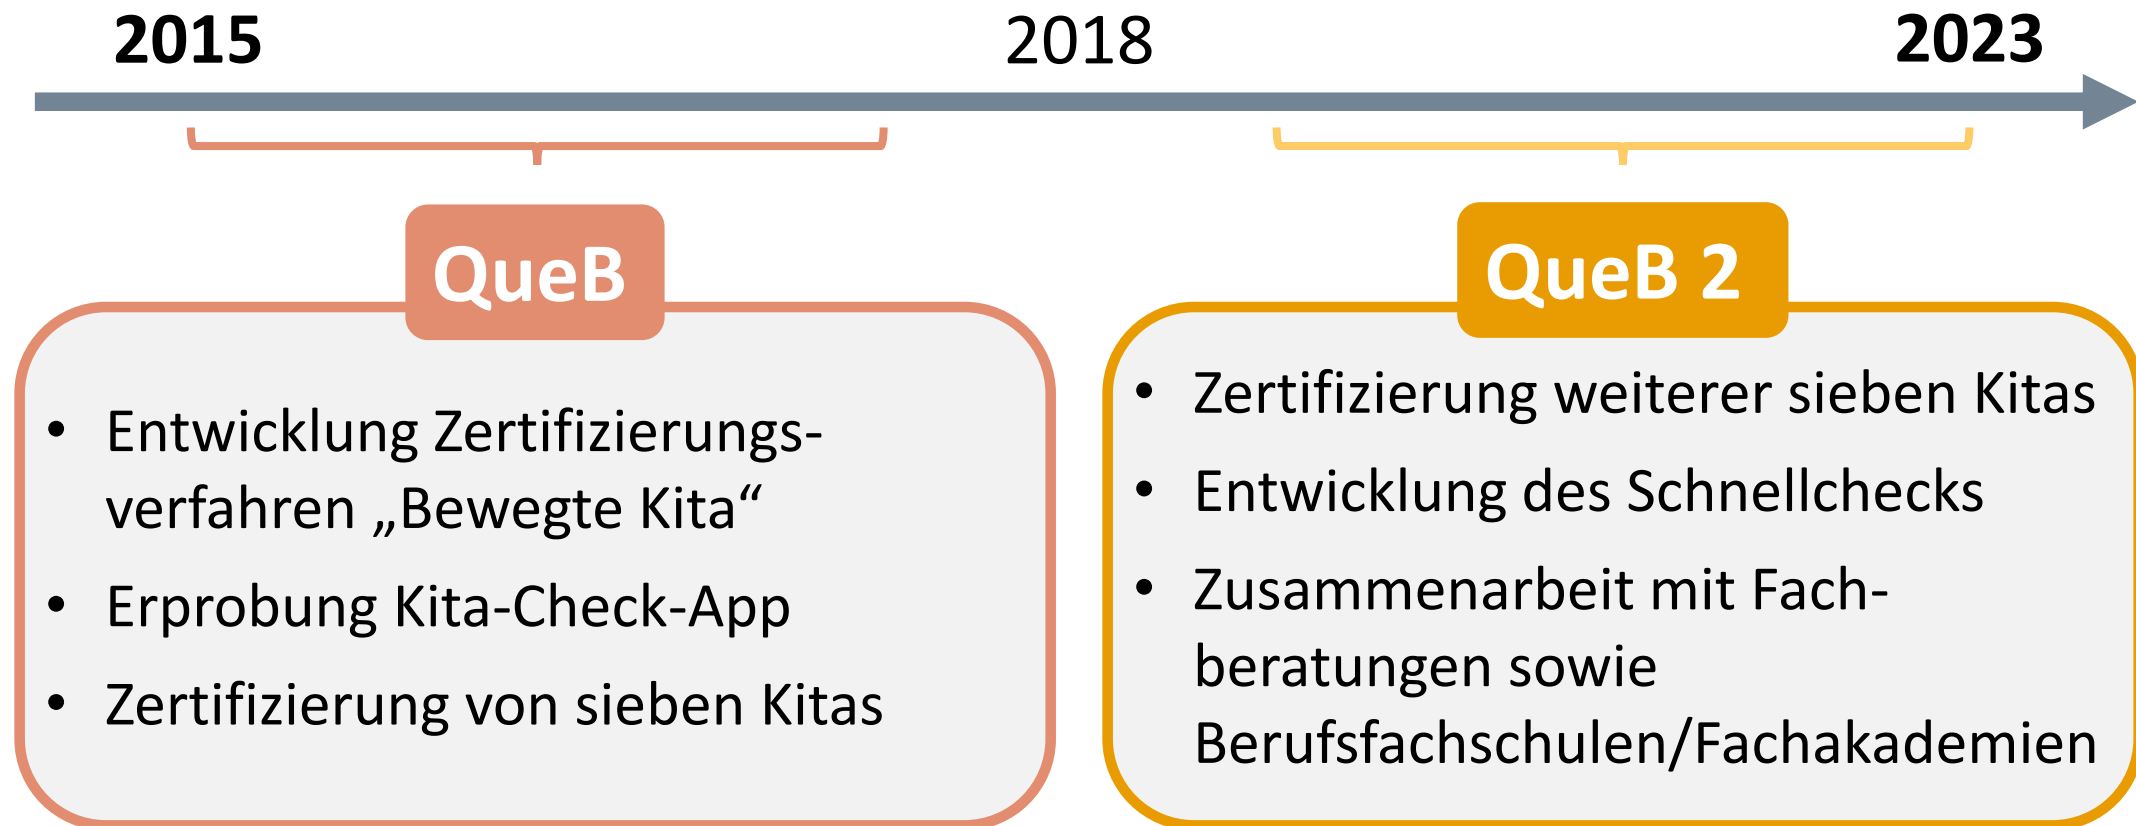 2015
2018
2023
QueB
• Entwicklung Zertifizierungs-
verfahren „Bewegte Kita“
• Erprobung Kita-Check-App
• Zertifizierung von sieben Kitas
QueB 2
• Zertifizierung weiterer sieben Kitas
• Entwicklung des Schnellchecks
• Zusammenarbeit mit Fach-
beratungen sowie
Berufsfachschulen/Fachakademien